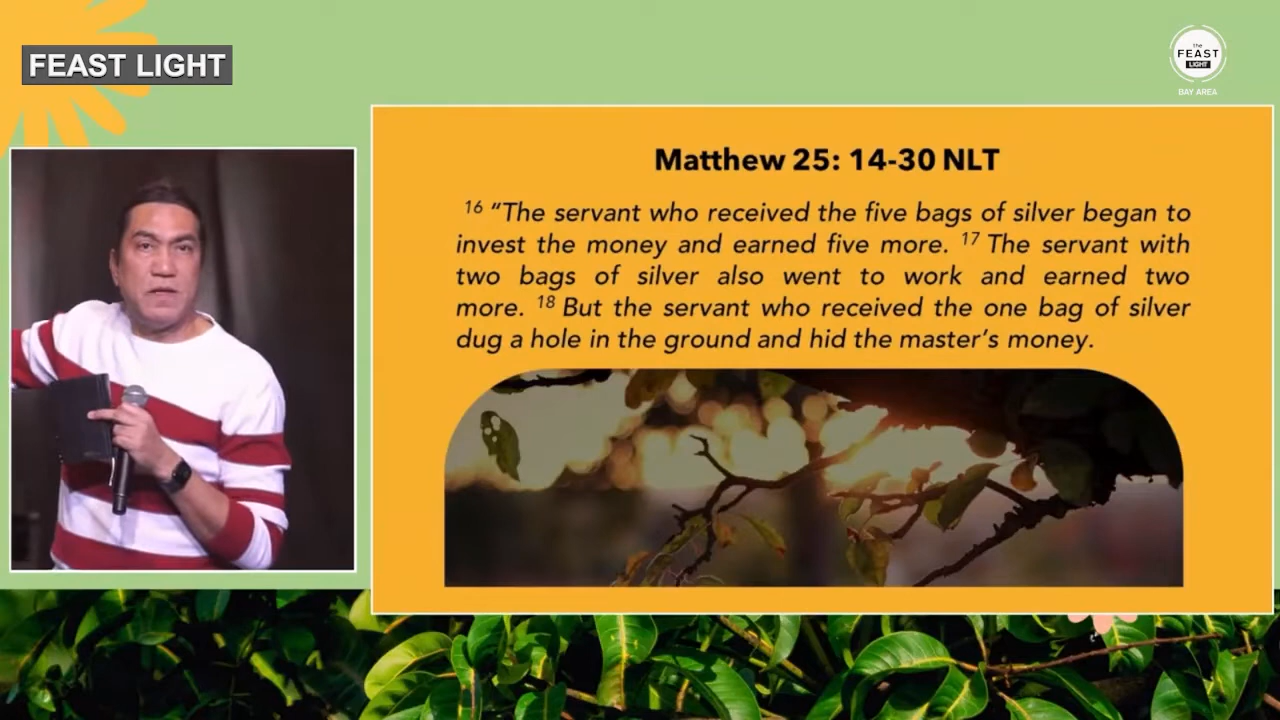 FEAST LIGHT
the
FEAST
LIGHT
BAY AREA
Matthew 25: 14-30 NLT
16 “The servant who received the five bags of silver began to
invest the money and earned five more. 17 The servant with
two bags of silver also went to work and earned two
more. 18 But the servant who received the one bag of silver
dug a hole in the ground and hid the master’s money.